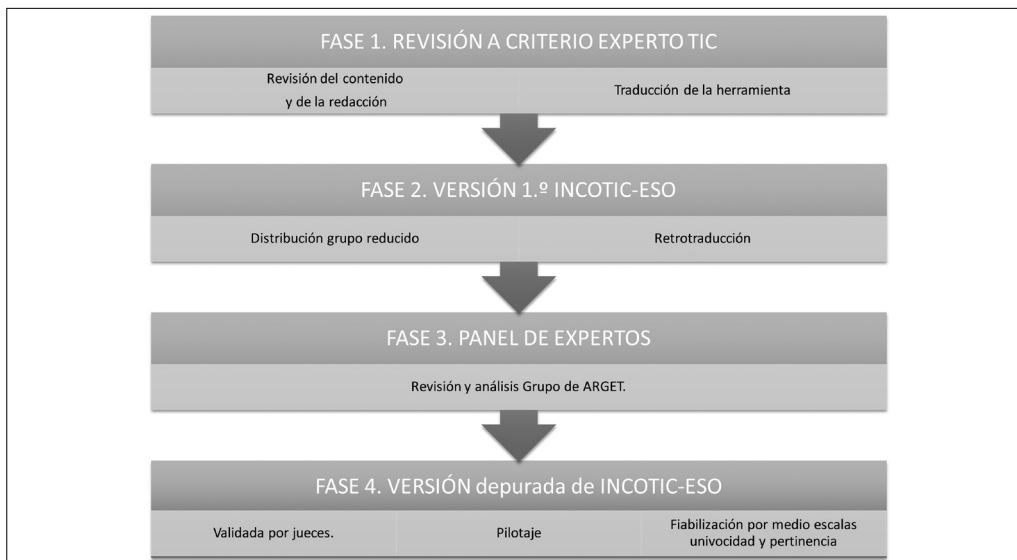 FASE 1. REVISIÓN A CRITERIO EXPERTO TIC
Revisión del contenido
y de la redacción
Traducción de la herramienta
FASE 2. VERSIÓN 1.º INCOTIC-ESO
Distribución grupo reducido
Retrotraducción
FASE 3. PANEL DE EXPERTOS
Revisión y análisis Grupo de ARGET.
FASE 4. VERSIÓN depurada de INCOTIC-ESO
Validada por jueces.
Pilotaje
Fiabilización por medio escalas
univocidad y pertinencia